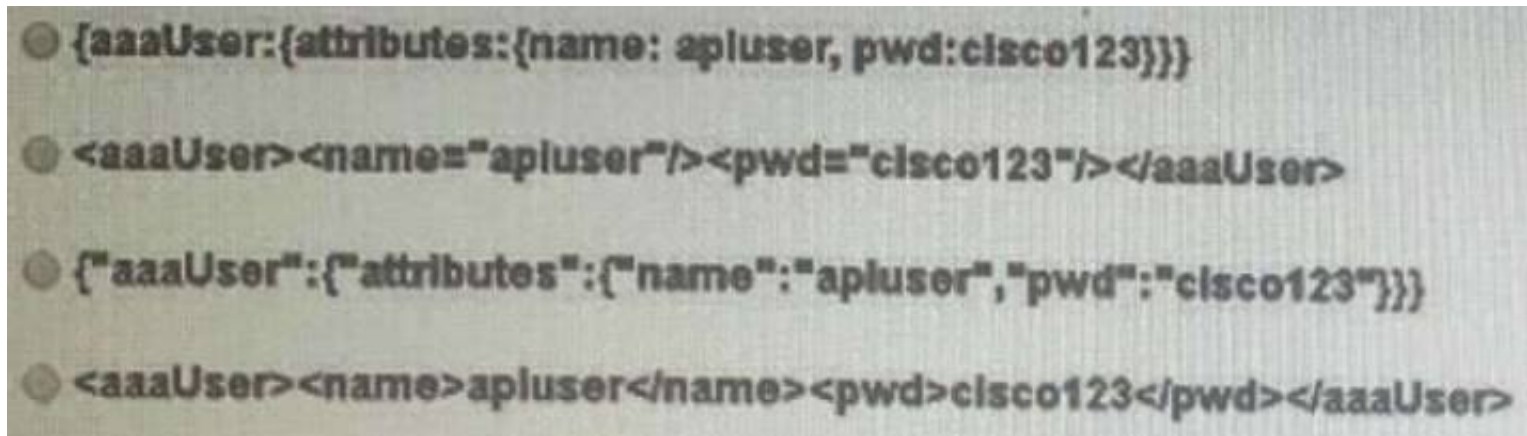 {aaaUser:{attributes:{name: apiuser, pwd:cisco123}}}
<aaaUser><name="apiuser"/><pwd="cisco123"/></aaaUser>
{"aaaUser":{"attributes":{"name":"apiuser","pwd":"cisco123"}}}
<aaaUser><name>apiuser</name><pwd>cisco123</pwd></aaaUser>